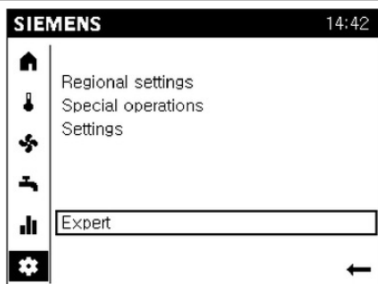 SIEMENS 14:42
Regional settings
Special operations
Settings
Expert